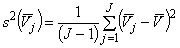 s²(V̅ⱼ) = 1/(J−1) ∑ⱼ₌₁ᴶ (V̅ⱼ − V̅)²